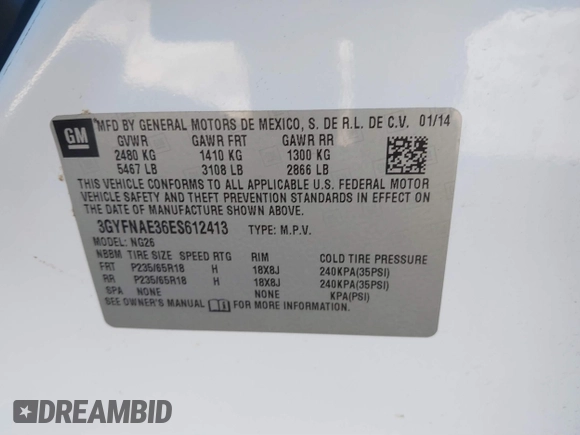 GM
MFD BY GENERAL MOTORS DE MEXICO, S. DE R.L. DE C.V. 01/14
GVWR GAWR FRT GAWR RR
2480 KG 1410 KG 1300 KG
5467 LB 3108 LB 2866 LB
THIS VEHICLE CONFORMS TO ALL APPLICABLE U.S. FEDERAL MOTOR
VEHICLE SAFETY AND THEFT PREVENTION STANDARDS IN EFFECT ON
THE DATE OF MANUFACTURE SHOWN ABOVE.
3GYFNAE36ES612413 TYPE: M.P.V.
MODEL: NG26
NBBM TIRE SIZE SPEED RTG RIM COLD TIRE PRESSURE
FRT P235/65R18 H 18X8J 240KPA(35PSI)
RR P235/65R18 H 18X8J 240KPA(35PSI)
SPA NONE NONE KPA(PSI)
SEE OWNER'S MANUAL FOR MORE INFORMATION.
DREAMBID